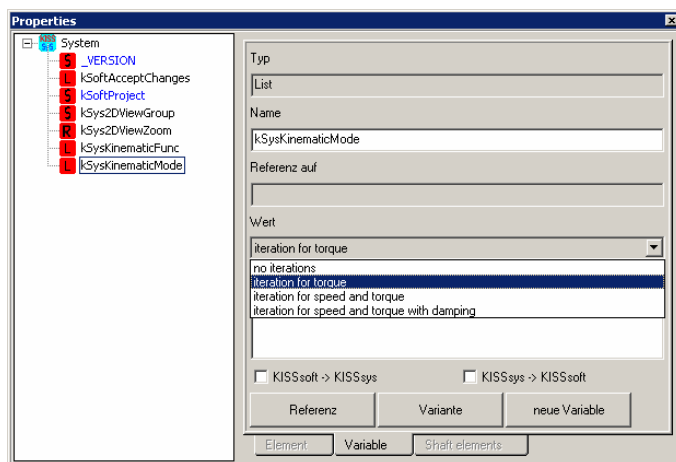 Properties
System
_VERSION
kSoftAcceptChanges
kSoftProject
kSys2DViewGroup
kSys2DViewZoom
kSysKinematicFunc
kSysKinematicMode
Typ
List
Name
kSysKinematicMode
Referenz auf
Wert
iteration for torque
no iterations
iteration for torque
iteration for speed and torque
iteration for speed and torque with damping
KISSsoft -> KISSsys
KISSsys -> KISSsoft
Referenz
Variante
neue Variable
Element
Variable
Shaft elements